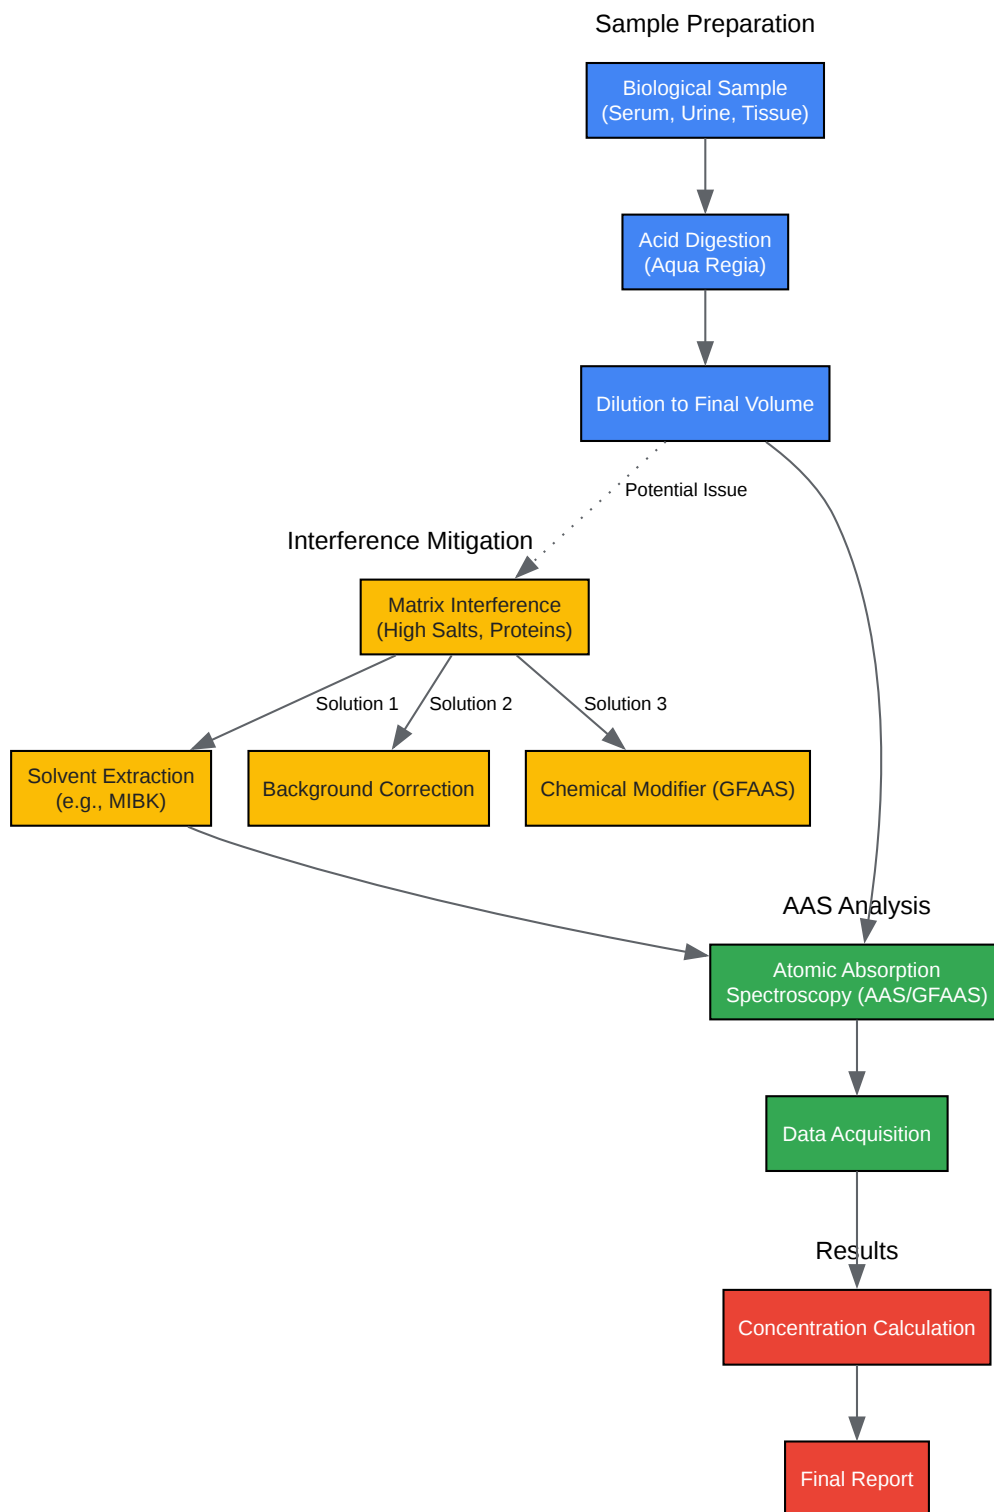 Sample Preparation
Biological Sample
(Serum, Urine, Tissue)
Acid Digestion
(Aqua Regia)
Dilution to Final Volume
Potential Issue
Interference Mitigation
Matrix Interference
(High Salts, Proteins)
Solution 1
Solution 2
Solution 3
Solvent Extraction
(e.g., MIBK)
Background Correction
Chemical Modifier (GFAAS)
AAS Analysis
Atomic Absorption
Spectroscopy (AAS/GFAAS)
Data Acquisition
Results
Concentration Calculation
Final Report